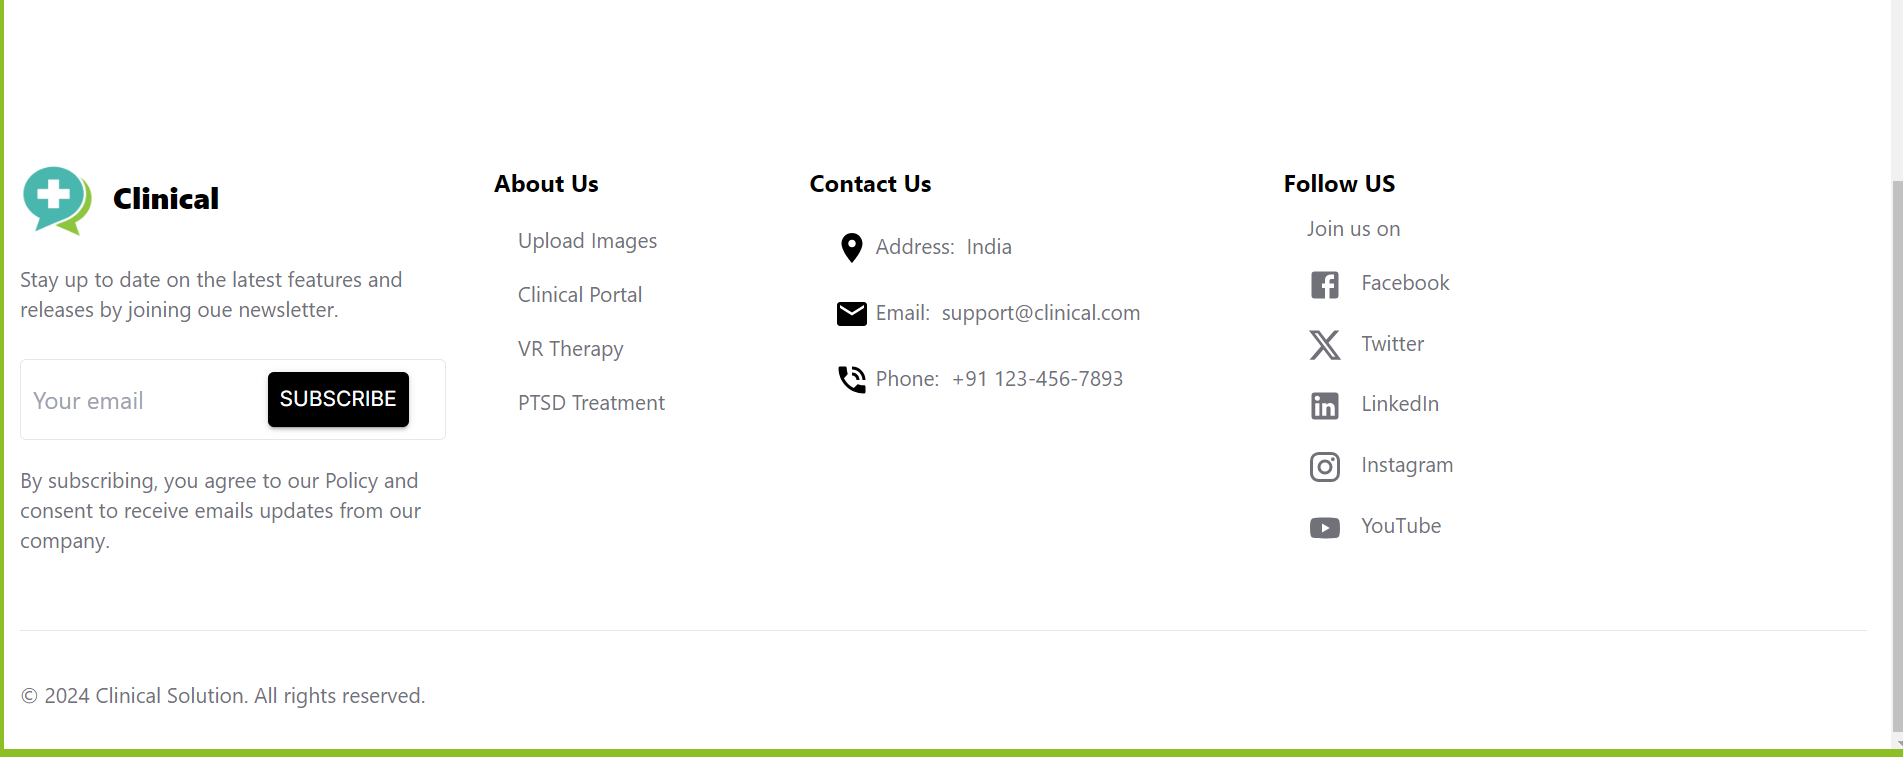 Clinical
Stay up to date on the latest features and
releases by joining oue newsletter.
Your email
SUBSCRIBE
By subscribing, you agree to our Policy and
consent to receive emails updates from our
company.
About Us
Upload Images
Clinical Portal
VR Therapy
PTSD Treatment
Contact Us
Address: India
Email: support@clinical.com
Phone: +91 123-456-7893
Follow US
Join us on
Facebook
Twitter
LinkedIn
Instagram
YouTube
© 2024 Clinical Solution. All rights reserved.